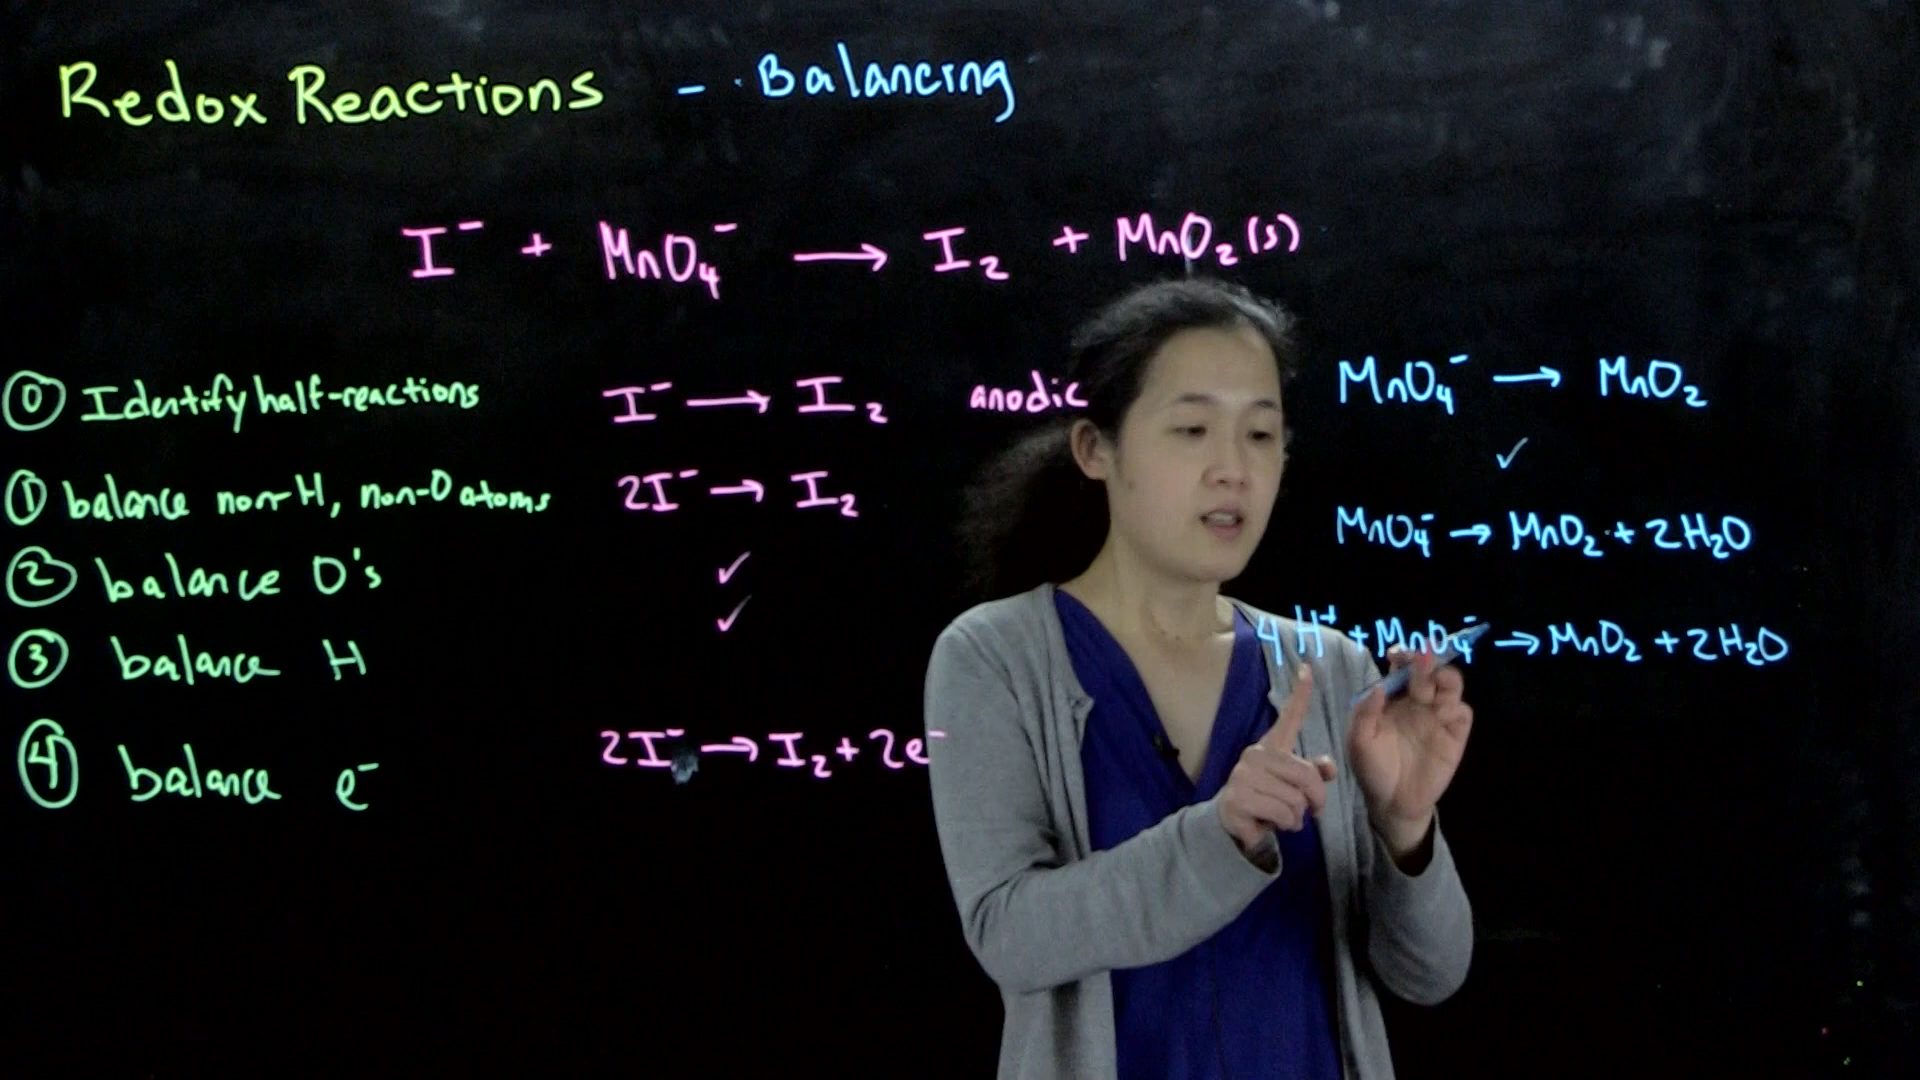 Redox Reactions - Balancing
I⁻ + MnO₄⁻ → I₂ + MnO₂(s)
⓪ Identify half-reactions I⁻ → I₂ anodic MnO₄⁻ → MnO₂
✓
① balance non-H, non-O atoms 2I⁻ → I₂
MnO₄⁻ → MnO₂ + 2H₂O
② balance O's ✓
③ balance H ✓ 4H⁺ + MnO₄⁻ → MnO₂ + 2H₂O
④ balance e⁻ 2I⁻ → I₂ + 2e⁻